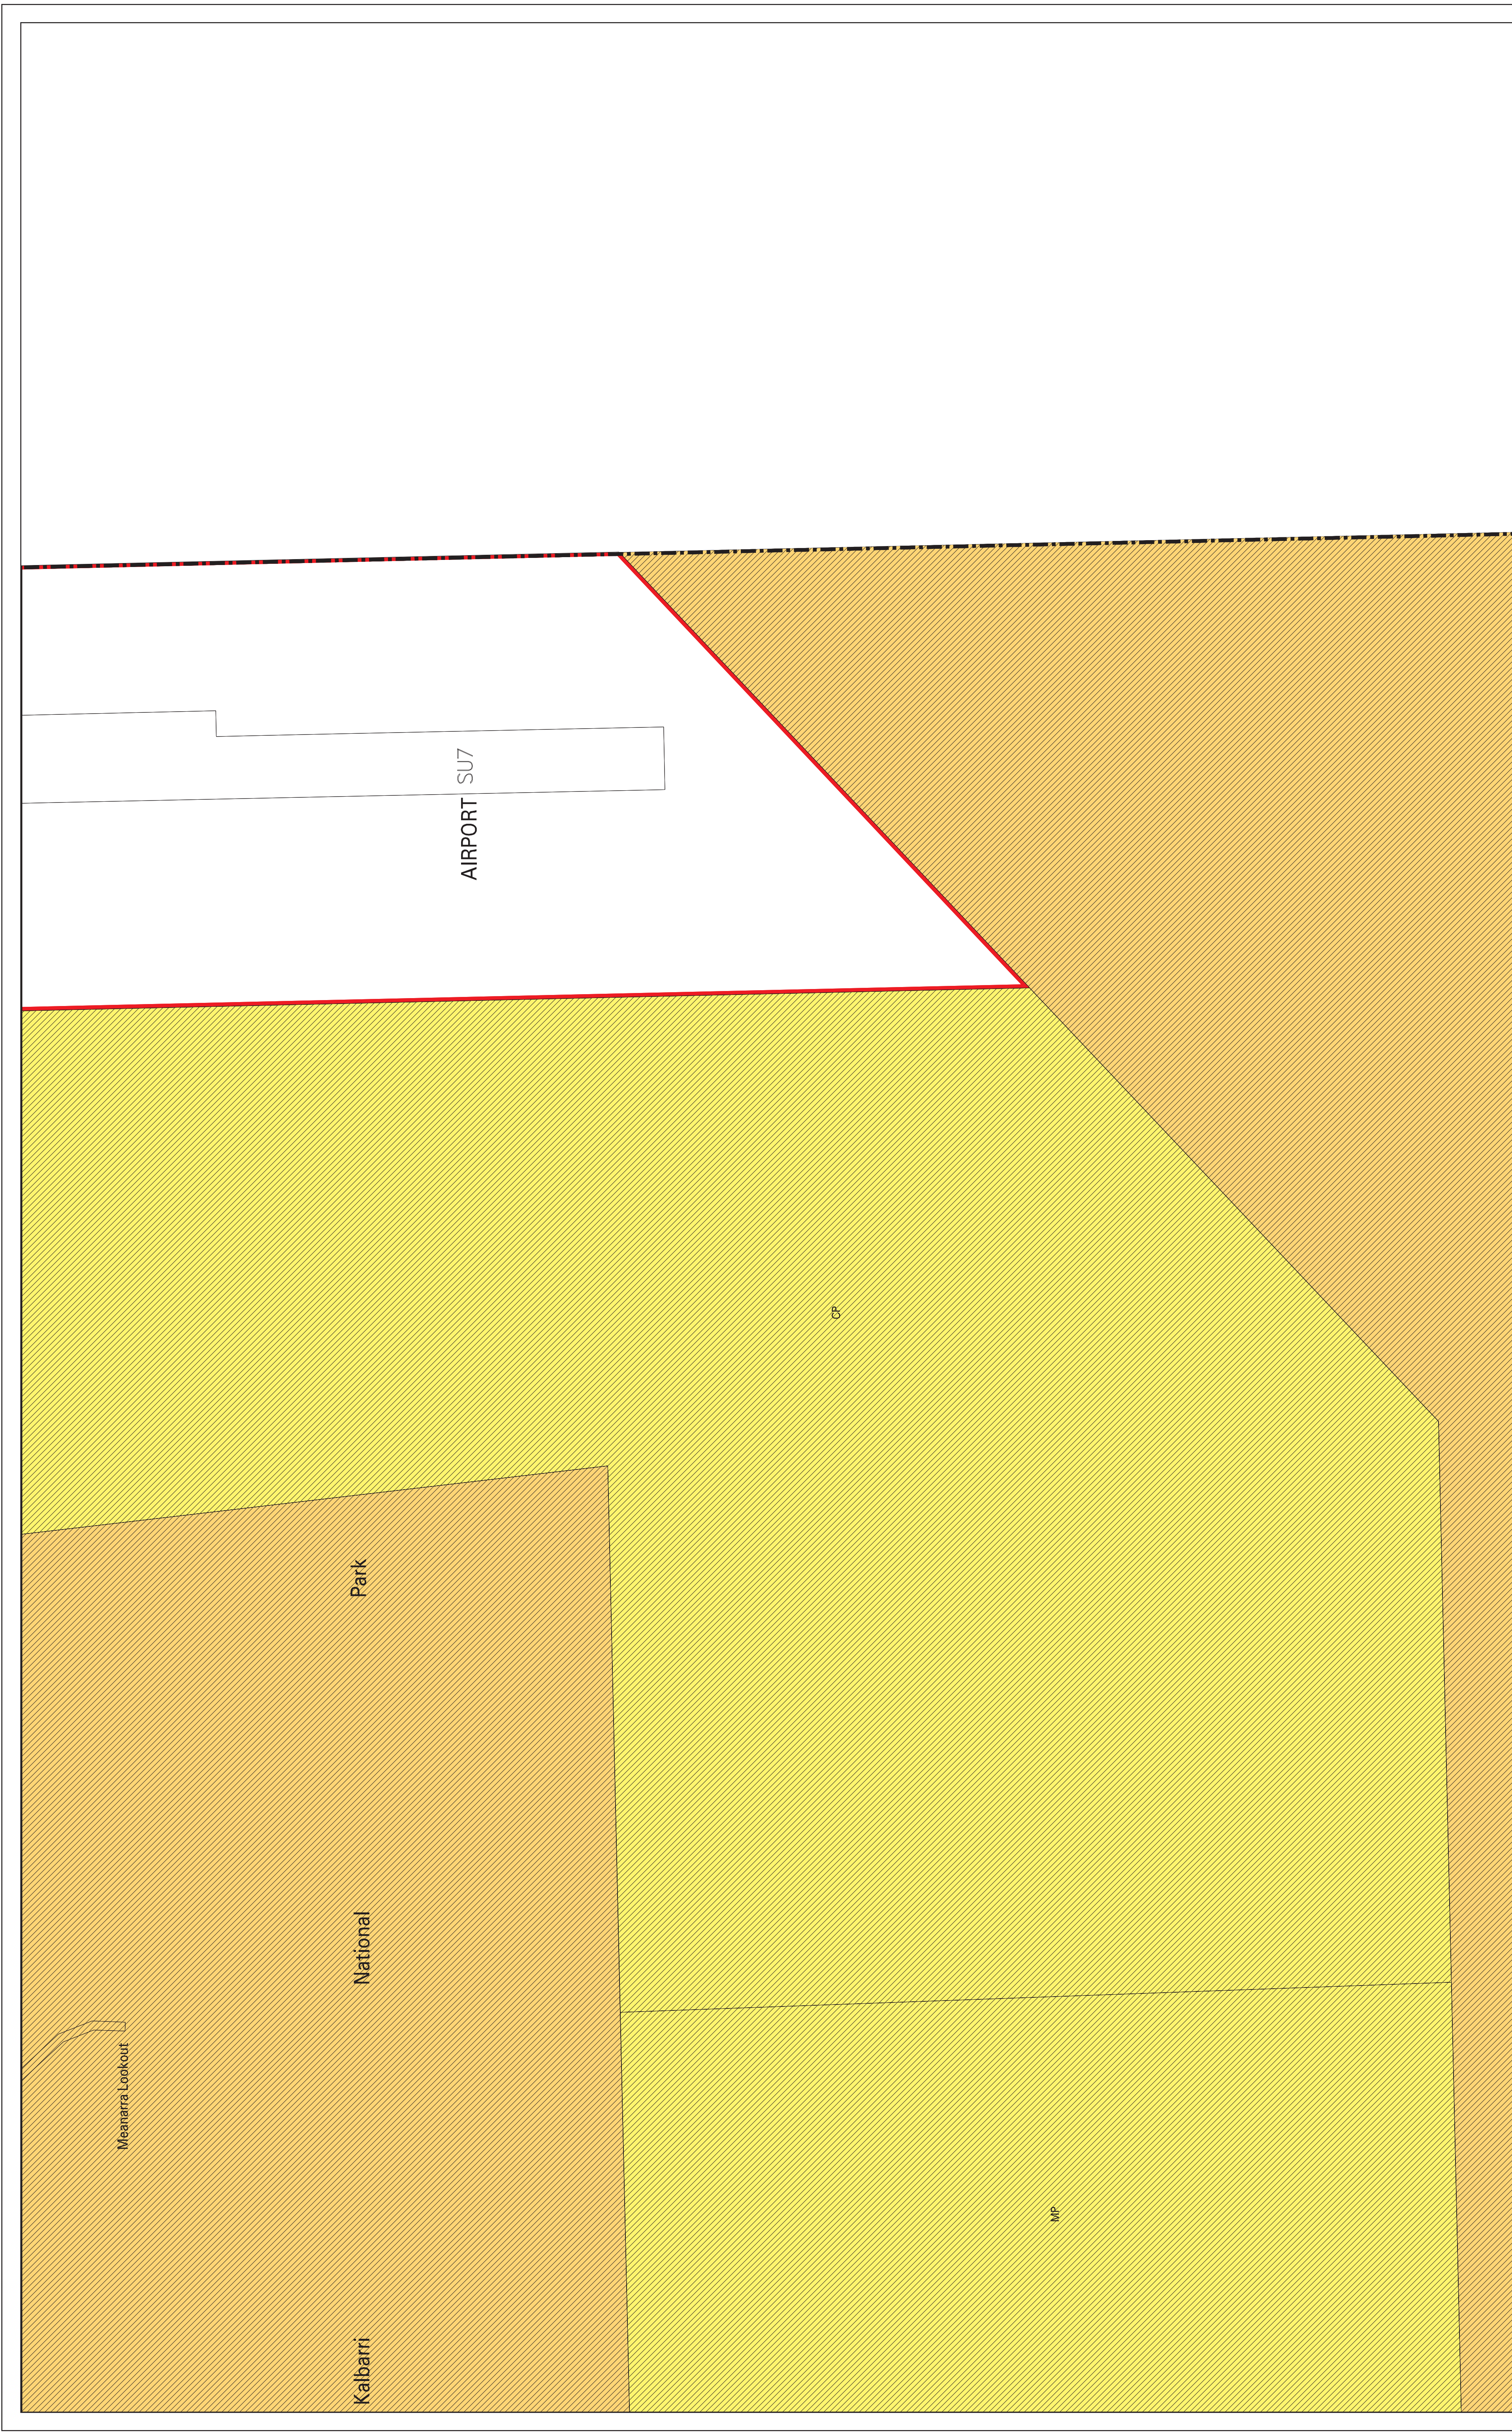 SU7
AIRPORT
CP
Kalbarri National Park
Meanarra Lookout
MP